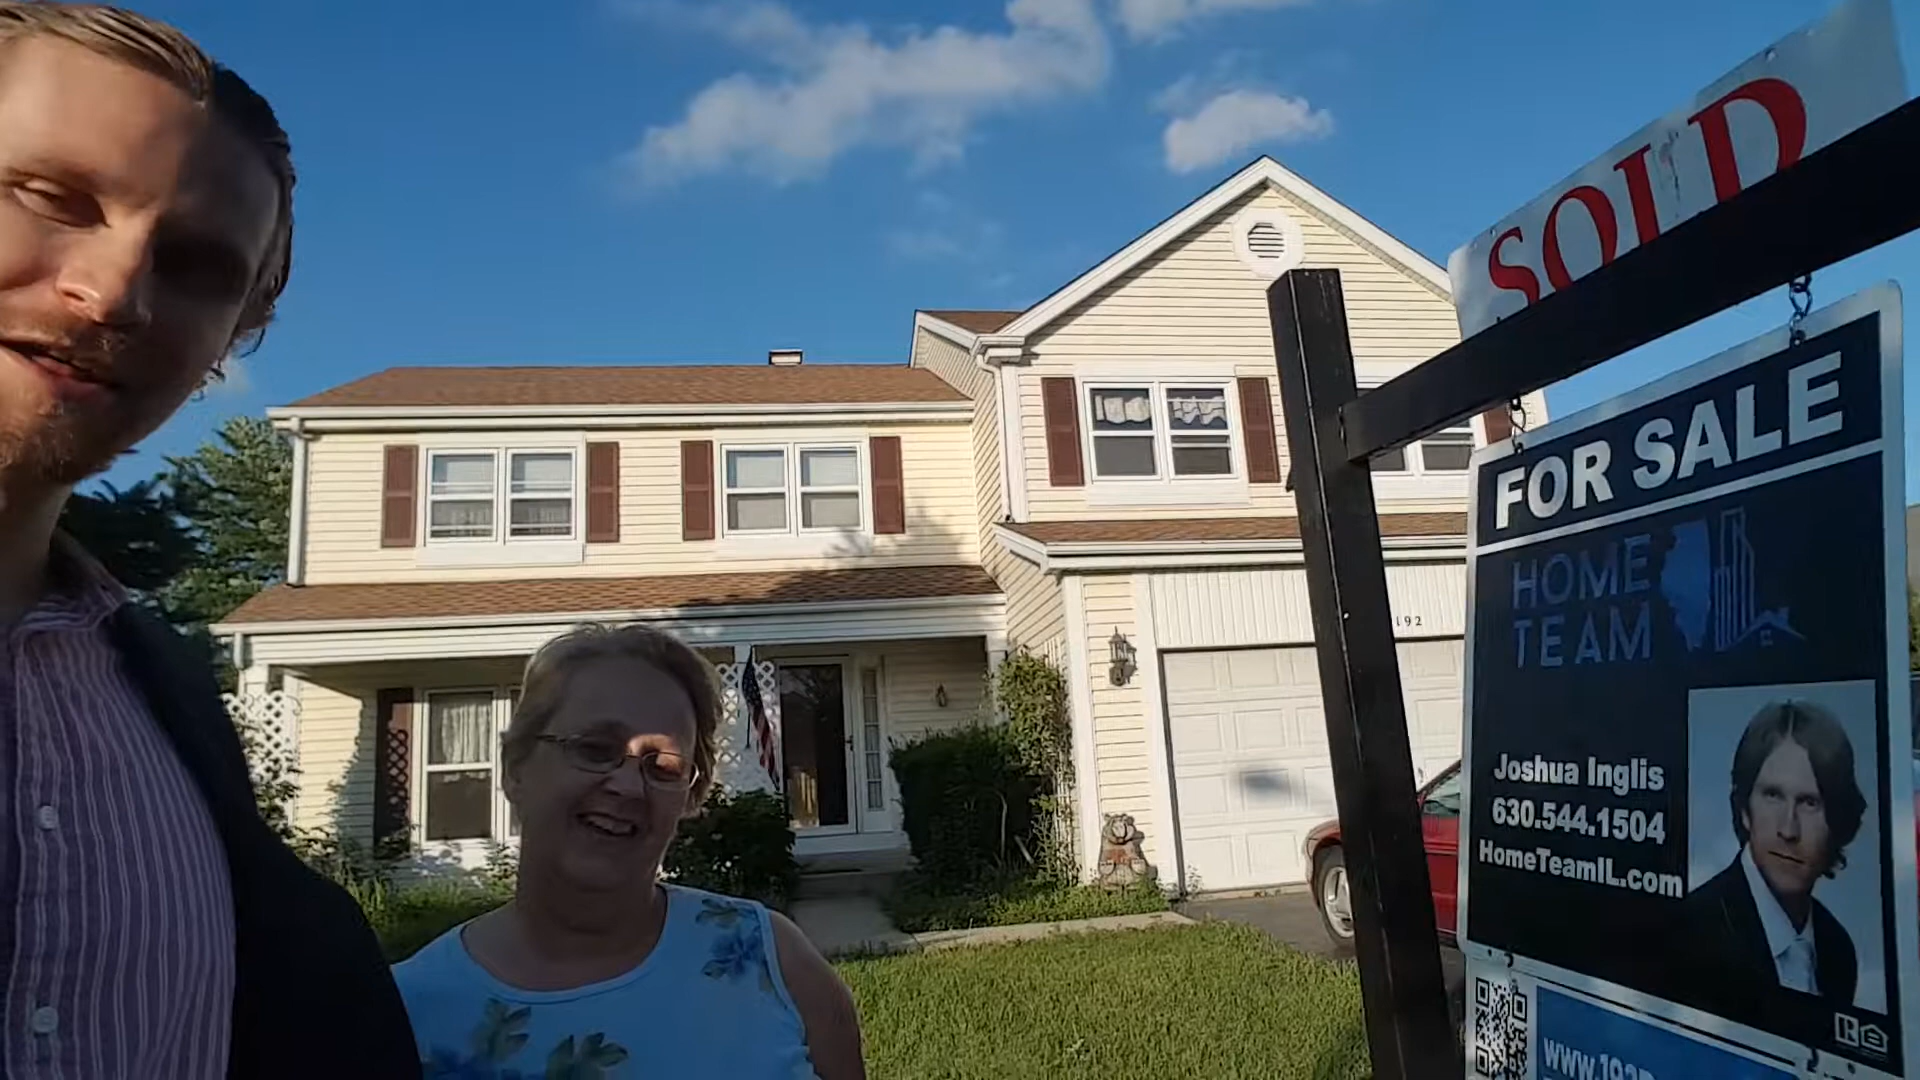 SOLD
FOR SALE
HOME
TEAM
192
Joshua Inglis
630.544.1504
HomeTeamIL.com
R